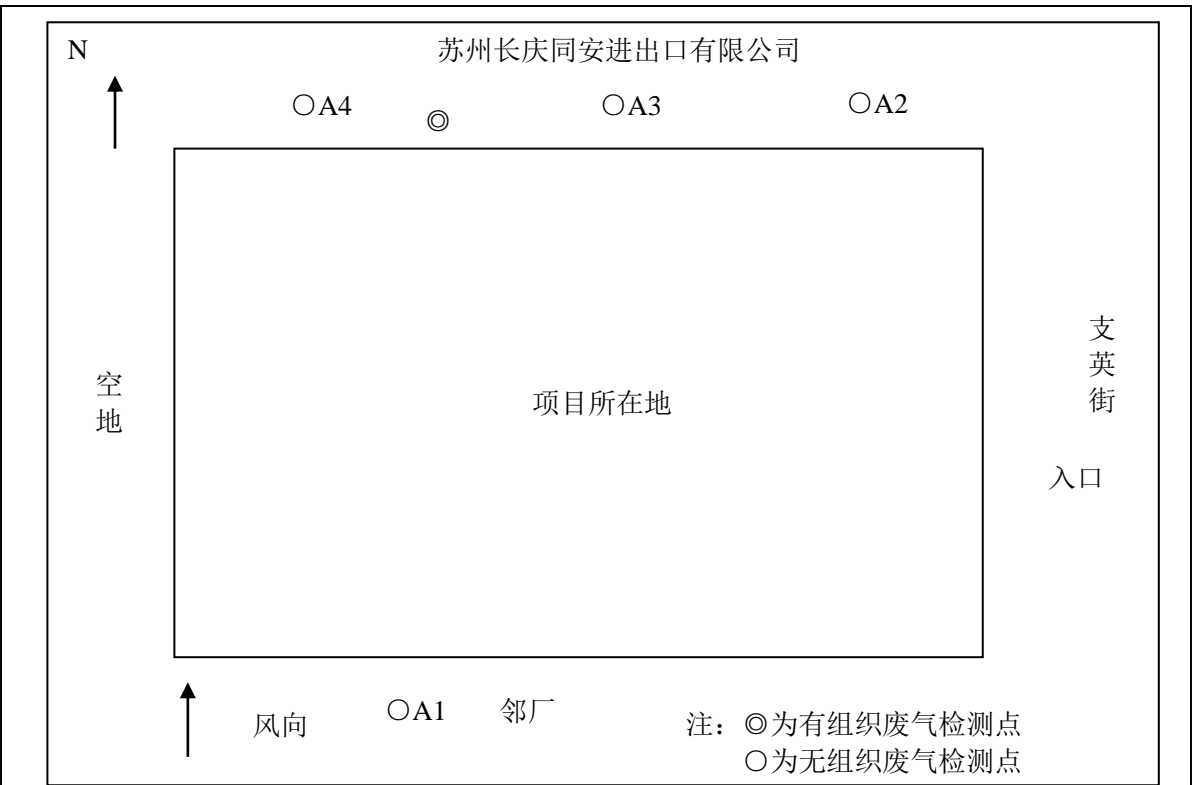 N
苏州长庆同安进出口有限公司
○A4
◎
○A3
○A2
空地
项目所在地
支英街
入口
风向
○A1
邻厂
注：◎为有组织废气检测点
○为无组织废气检测点